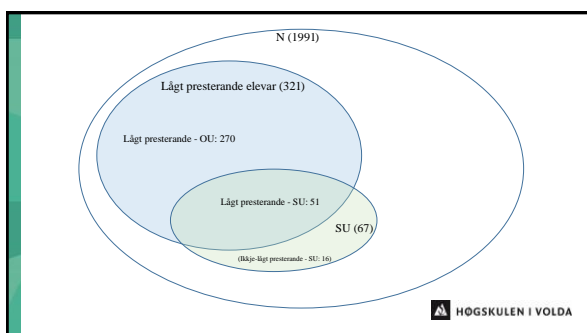 N (1991)
Lågt presterande elevar (321)
Lågt presterande - OU: 270
Lågt presterande - SU: 51
SU (67)
(Ikkje-lågt presterande - SU: 16)
HØGSKULEN I VOLDA